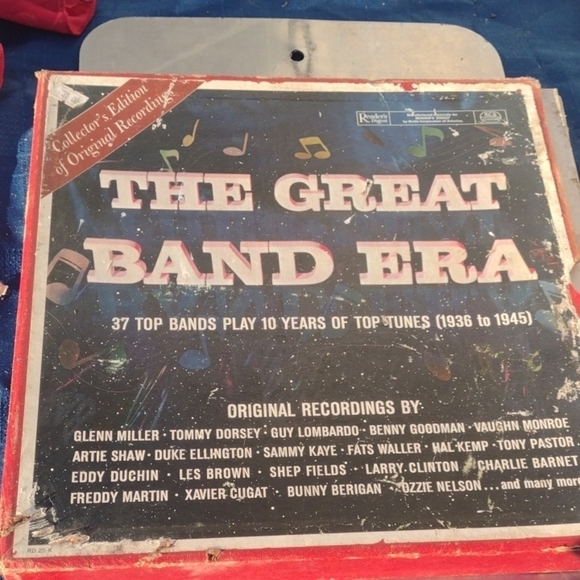 Collector's Edition
of Original Recordings
Reader's
Digest
THE GREAT
BAND ERA
37 TOP BANDS PLAY 10 YEARS OF TOP TUNES (1936 to 1945)
ORIGINAL RECORDINGS BY
GLENN MILLER · TOMMY DORSEY · GUY LOMBARDO · BENNY GOODMAN · VAUGHN MONROE
ARTIE SHAW · DUKE ELLINGTON · SAMMY KAYE · FATS WALLER · HAL KEMP · TONY PASTOR
EDDY DUCHIN · LES BROWN · SHEP FIELDS · LARRY CLINTON · CHARLIE BARNET
FREDDY MARTIN · XAVIER CUGAT · BUNNY BERIGAN · OZZIE NELSON ...and many more